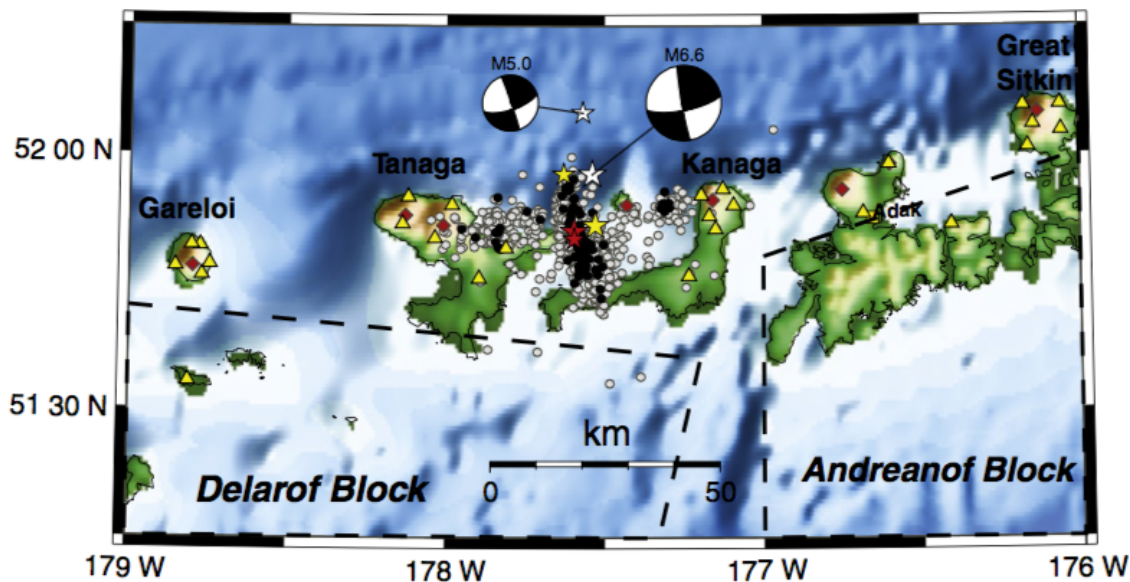 Great
Sitkin
M5.0
M6.6
52 00 N
Tanaga
Kanaga
Gareloi
Adak
51 30 N
km
0
50
Delarof Block
Andreanof Block
179 W
178 W
177 W
176 W